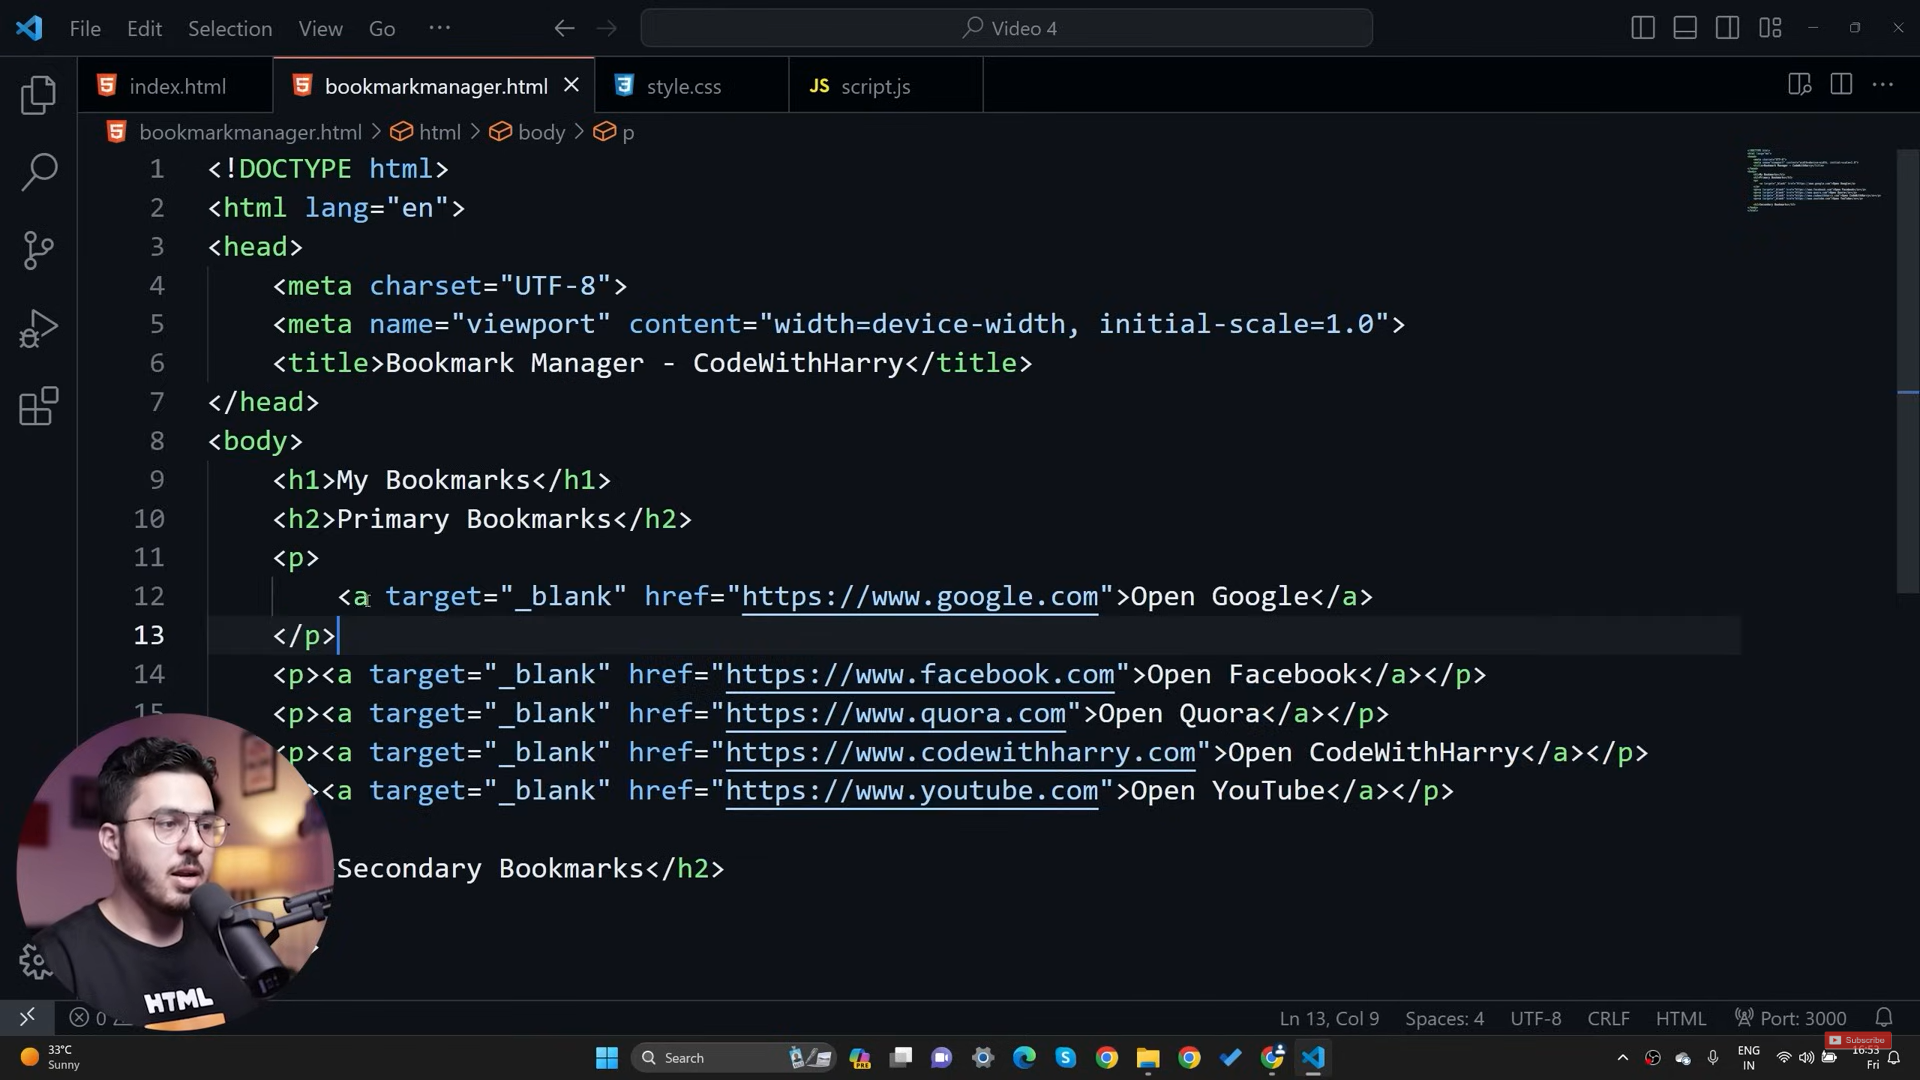 File Edit Selection View Go ··· Video 4
index.html bookmarkmanager.html style.css JS script.js
bookmarkmanager.html > html > body > p
1 <!DOCTYPE html>
2 <html lang="en">
3 <head>
4 <meta charset="UTF-8">
5 <meta name="viewport" content="width=device-width, initial-scale=1.0">
6 <title>Bookmark Manager - CodeWithHarry</title>
7 </head>
8 <body>
9 <h1>My Bookmarks</h1>
10 <h2>Primary Bookmarks</h2>
11 <p>
12 <a target="_blank" href="https://www.google.com">Open Google</a>
13 </p>
14 <p><a target="_blank" href="https://www.facebook.com">Open Facebook</a></p>
15 <p><a target="_blank" href="https://www.quora.com">Open Quora</a></p>
p><a target="_blank" href="https://www.codewithharry.com">Open CodeWithHarry</a></p>
><a target="_blank" href="https://www.youtube.com">Open YouTube</a></p>
Secondary Bookmarks</h2>
HTML
0 Ln 13, Col 9 Spaces: 4 UTF-8 CRLF HTML Port: 3000
Subscribe
33°C
Sunny
Search
PRE
ENG
IN
16:53
Fri